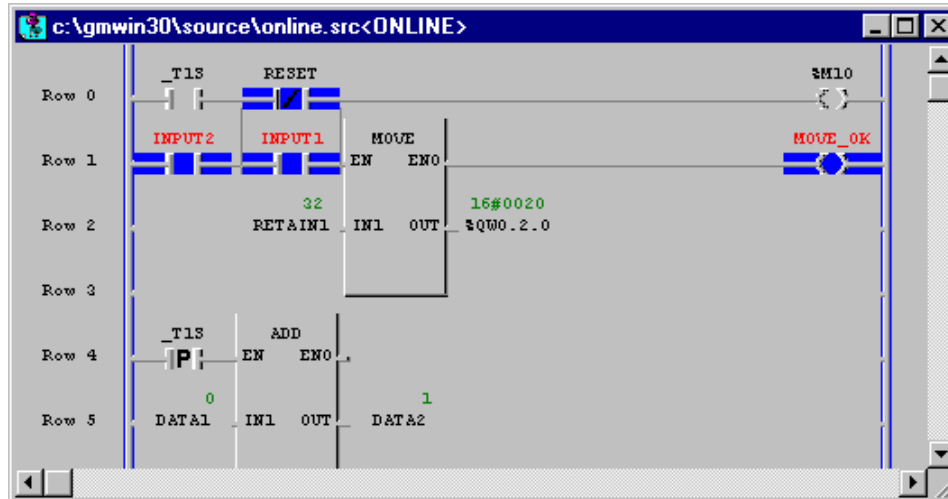 c:\gmwin30\source\online.src<ONLINE>
_T1S RESET %M10
Row 0
INPUT2 INPUT1 MOVE MOVE_OK
Row 1 EN ENO
32 16#0020
Row 2 RETAIN1 IN1 OUT %QW0.2.0
Row 3
_T1S ADD
Row 4 P EN ENO
0 1
Row 5 DATA1 IN1 OUT DATA2